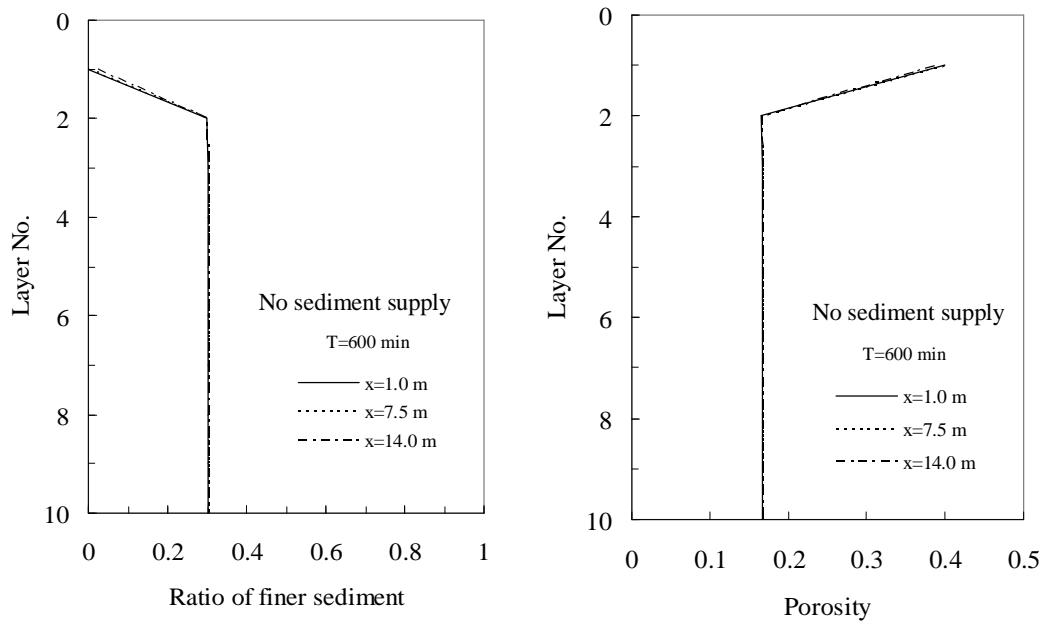 0
2
4
6
8
10
Layer No.
No sediment supply
T=600 min
x=1.0 m
x=7.5 m
x=14.0 m
0 0.2 0.4 0.6 0.8 1
Ratio of finer sediment
0
2
4
6
8
10
Layer No.
No sediment supply
T=600 min
x=1.0 m
x=7.5 m
x=14.0 m
0 0.1 0.2 0.3 0.4 0.5
Porosity